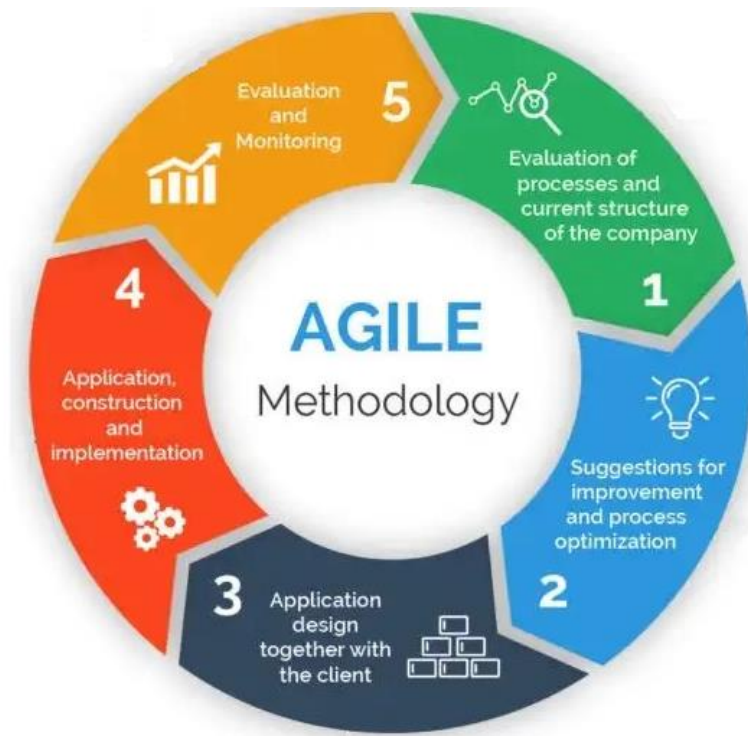 AGILE
Methodology
Evaluation of
processes and
current structure
of the company
1
Suggestions for
improvement
and process
optimization
2
3
Application
design
together with
the client
4
Application,
construction
and
implementation
Evaluation
and
Monitoring
5